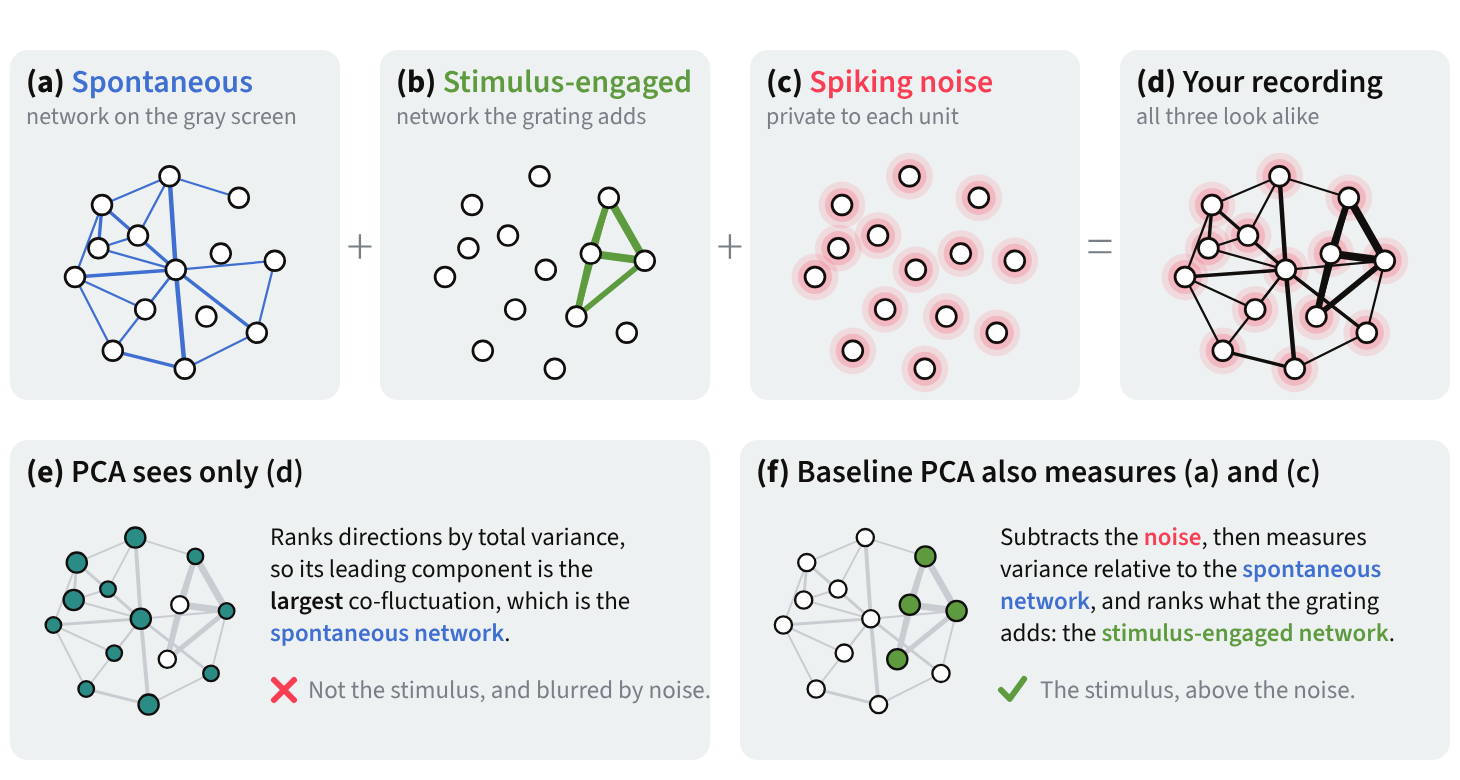 (a) Spontaneous
network on the gray screen
(b) Stimulus-engaged
network the grating adds
(c) Spiking noise
private to each unit
(d) Your recording
all three look alike
+
+
=
(e) PCA sees only (d)
Ranks directions by total variance,
so its leading component is the
largest co-fluctuation, which is the
spontaneous network.
Not the stimulus, and blurred by noise.
(f) Baseline PCA also measures (a) and (c)
Subtracts the noise, then measures
variance relative to the spontaneous
network, and ranks what the grating
adds: the stimulus-engaged network.
The stimulus, above the noise.